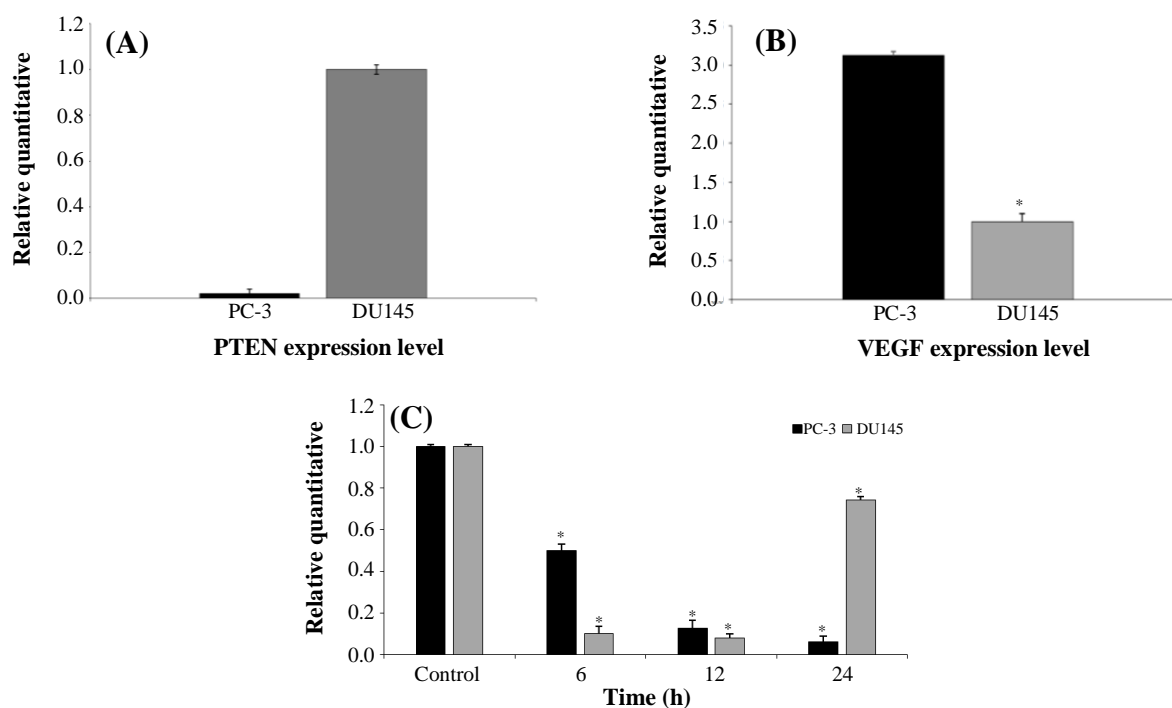 (A)
Relative quantitative
1.2
1.0
0.8
0.6
0.4
0.2
0.0
PC-3 DU145
PTEN expression level
(B)
Relative quantitative
3.5
3.0
2.5
2.0
1.5
1.0
0.5
0.0
*
PC-3 DU145
VEGF expression level
(C)
PC-3 DU145
Relative quantitative
1.2
1.0
0.8
0.6
0.4
0.2
0.0
* * * * * *
Control 6 12 24
Time (h)